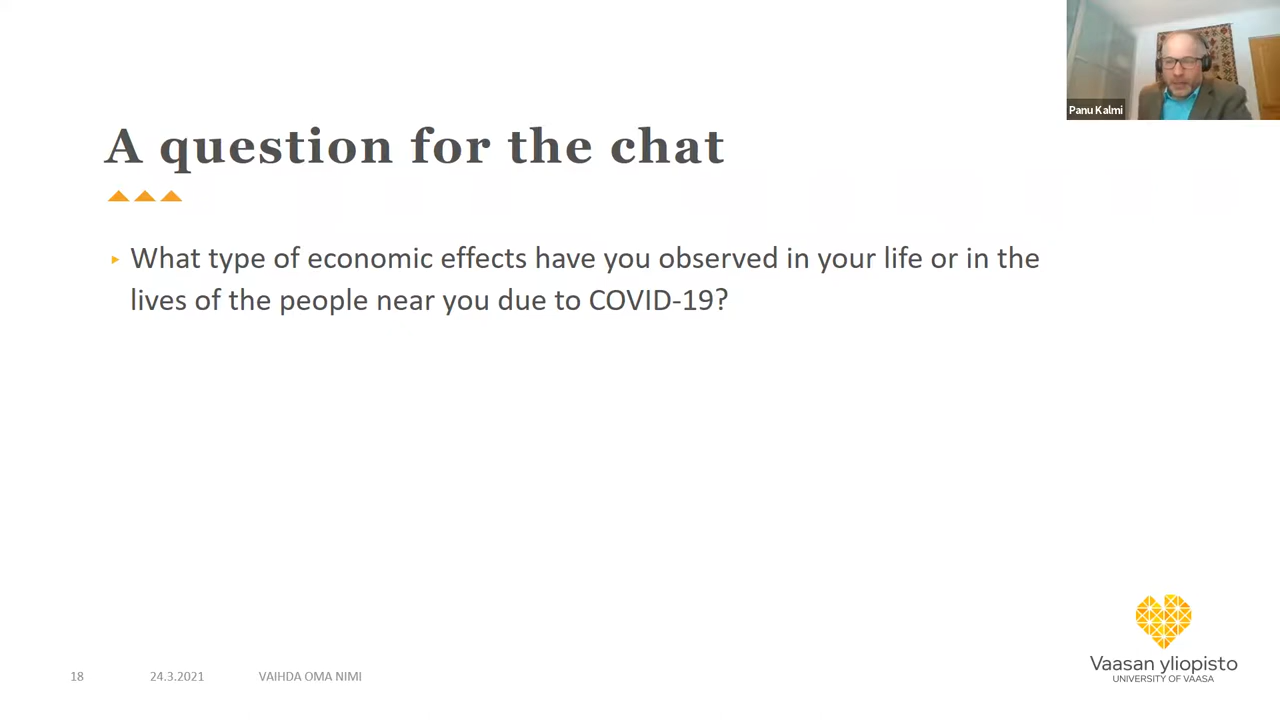 Panu Kalmi
A question for the chat
What type of economic effects have you observed in your life or in the
lives of the people near you due to COVID-19?
18 24.3.2021 VAIHDA OMA NIMI
Vaasan yliopisto
UNIVERSITY OF VAASA